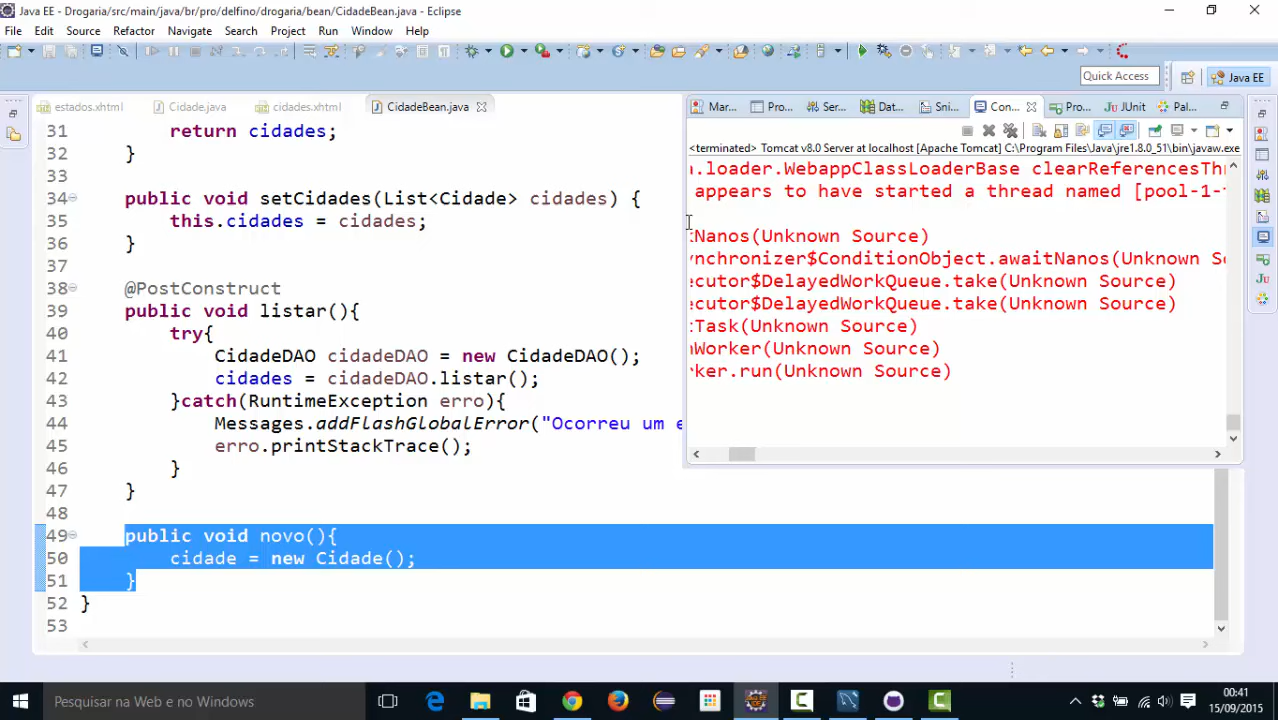 Java EE - Drogaria/src/main/java/br/pro/delfino/drogaria/bean/CidadeBean.java - Eclipse
File Edit Source Refactor Navigate Search Project Run Window Help
Quick Access
Java EE
estados.xhtml Cidade.java cidades.xhtml CidadeBean.java
Mar... Pro... Ser... Dat... Sni... Con... Pro... JUnit Pal...
<terminated> Tomcat v8.0 Server at localhost [Apache Tomcat] C:\Program Files\Java\jre1.8.0_51\bin\javaw.exe
.loader.WebappClassLoaderBase clearReferencesThr
appears to have started a thread named [pool-1-t
Nanos(Unknown Source)
nchronizer$ConditionObject.awaitNanos(Unknown So
ecutor$DelayedWorkQueue.take(Unknown Source)
ecutor$DelayedWorkQueue.take(Unknown Source)
tTask(Unknown Source)
Worker(Unknown Source)
rker.run(Unknown Source)
31 return cidades;
32 }
33
34 public void setCidades(List<Cidade> cidades) {
35 this.cidades = cidades;
36 }
37
38 @PostConstruct
39 public void listar(){
40 try{
41 CidadeDAO cidadeDAO = new CidadeDAO();
42 cidades = cidadeDAO.listar();
43 }catch(RuntimeException erro){
44 Messages.addFlashGlobalError("Ocorreu um e
45 erro.printStackTrace();
46 }
47 }
48
49 public void novo(){
50 cidade = new Cidade();
51 }
52 }
53
Pesquisar na Web e no Windows
00:41
15/09/2015